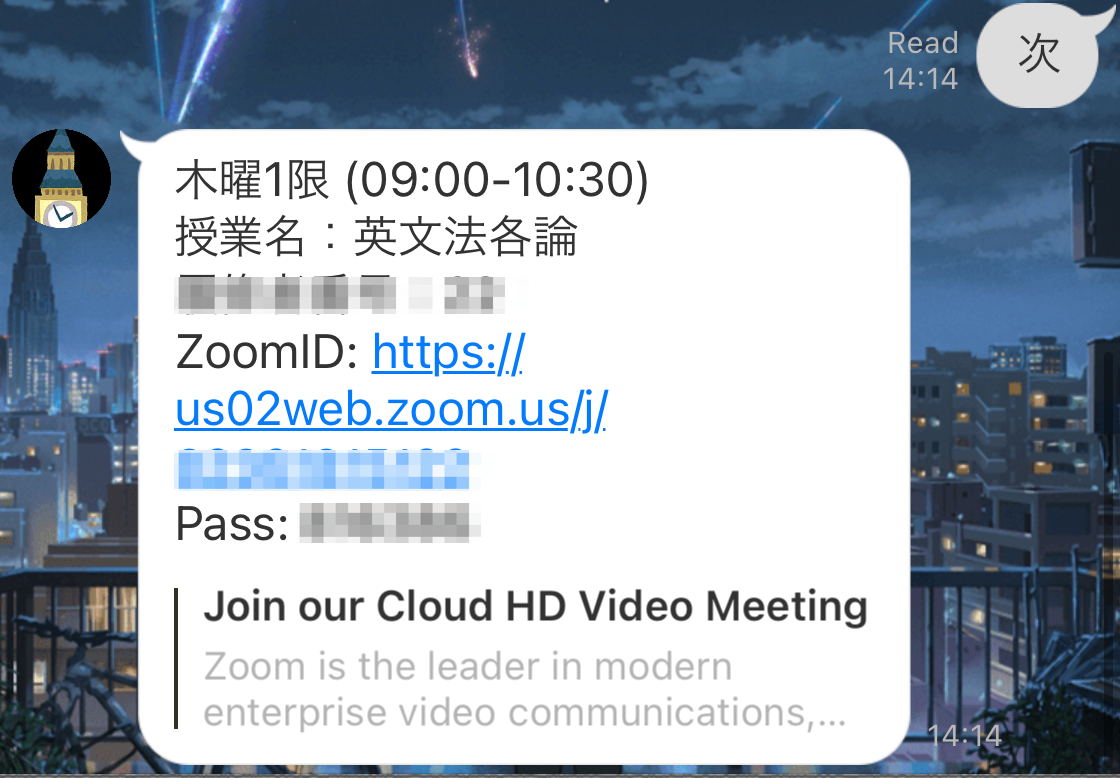 次
Read
14:14
木曜1限 (09:00-10:30)
授業名：英文法各論
ZoomID: https://
us02web.zoom.us/j/
Pass:
Join our Cloud HD Video Meeting
Zoom is the leader in modern
enterprise video communications,...
14:14